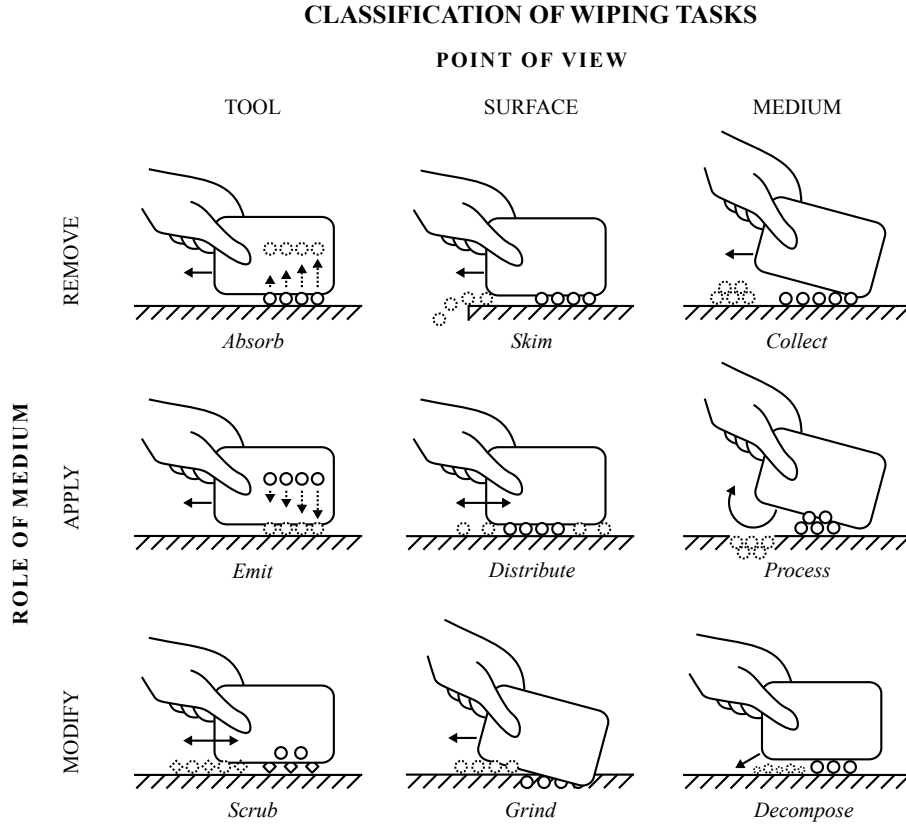 CLASSIFICATION OF WIPING TASKS
POINT OF VIEW
TOOL SURFACE MEDIUM
REMOVE
Absorb Skim Collect
ROLE OF MEDIUM
APPLY
Emit Distribute Process
MODIFY
Scrub Grind Decompose